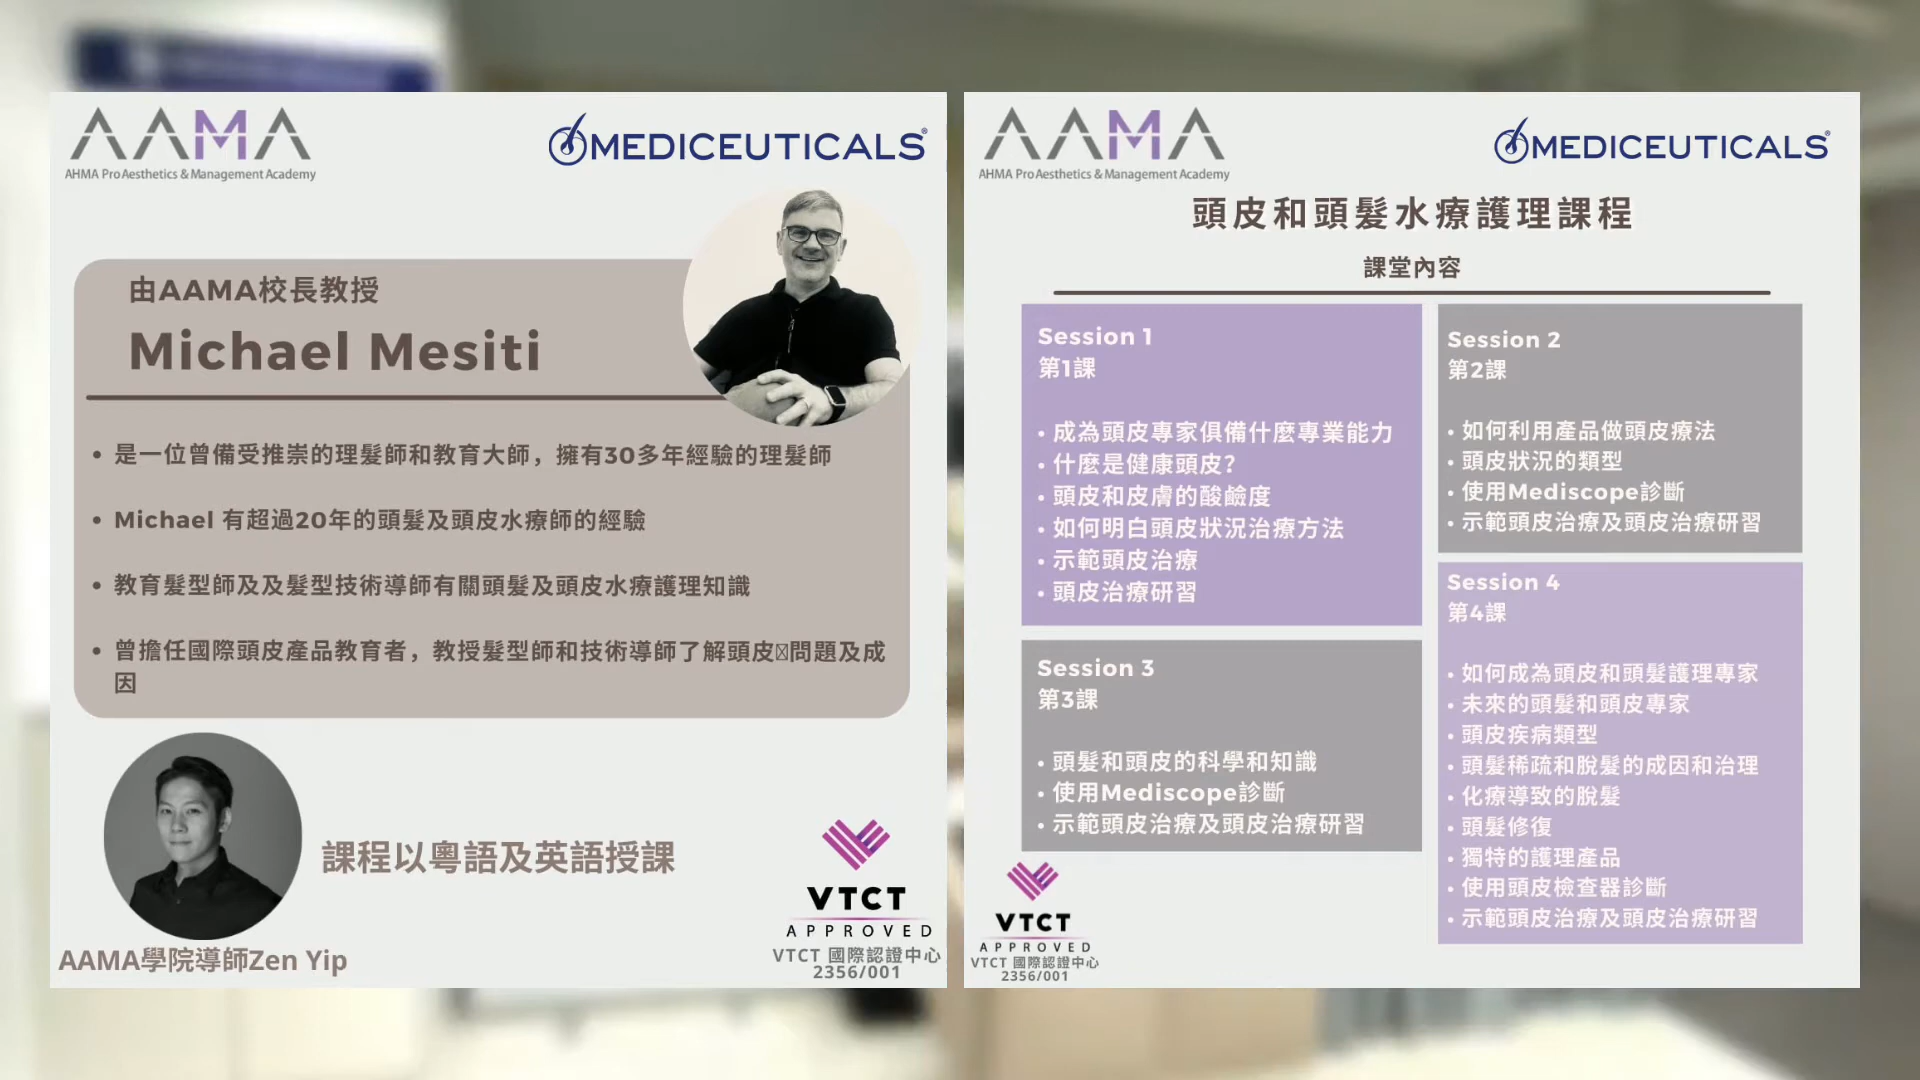 AAMA
AHMA Pro Aesthetics & Management Academy
MEDICEUTICALS®
由AAMA校長教授
Michael Mesiti
• 是一位曾備受推崇的理髮師和教育大師，擁有30多年經驗的理髮師
• Michael 有超過20年的頭髮及頭皮水療師的經驗
• 教育髮型師及及髮型技術導師有關頭髮及頭皮水療護理知識
• 曾擔任國際頭皮產品教育者，教授髮型師和技術導師了解頭皮問題及成
因
課程以粵語及英語授課
AAMA學院導師Zen Yip
VTCT
APPROVED
VTCT 國際認證中心
2356/001
AAMA
AHMA Pro Aesthetics & Management Academy
MEDICEUTICALS®
頭皮和頭髮水療護理課程
課堂內容
Session 1
第1課
• 成為頭皮專家俱備什麼專業能力
• 什麼是健康頭皮？
• 頭皮和皮膚的酸鹼度
• 如何明白頭皮狀況治療方法
• 示範頭皮治療
• 頭皮治療研習
Session 2
第2課
• 如何利用產品做頭皮療法
• 頭皮狀況的類型
• 使用Mediscope診斷
• 示範頭皮治療及頭皮治療研習
Session 3
第3課
• 頭髮和頭皮的科學和知識
• 使用Mediscope診斷
• 示範頭皮治療及頭皮治療研習
Session 4
第4課
• 如何成為頭皮和頭髮護理專家
• 未來的頭髮和頭皮專家
• 頭皮疾病類型
• 頭髮稀疏和脫髮的成因和治理
• 化療導致的脫髮
• 頭髮修復
• 獨特的護理產品
• 使用頭皮檢查器診斷
• 示範頭皮治療及頭皮治療研習
VTCT
APPROVED
VTCT 國際認證中心
2356/001